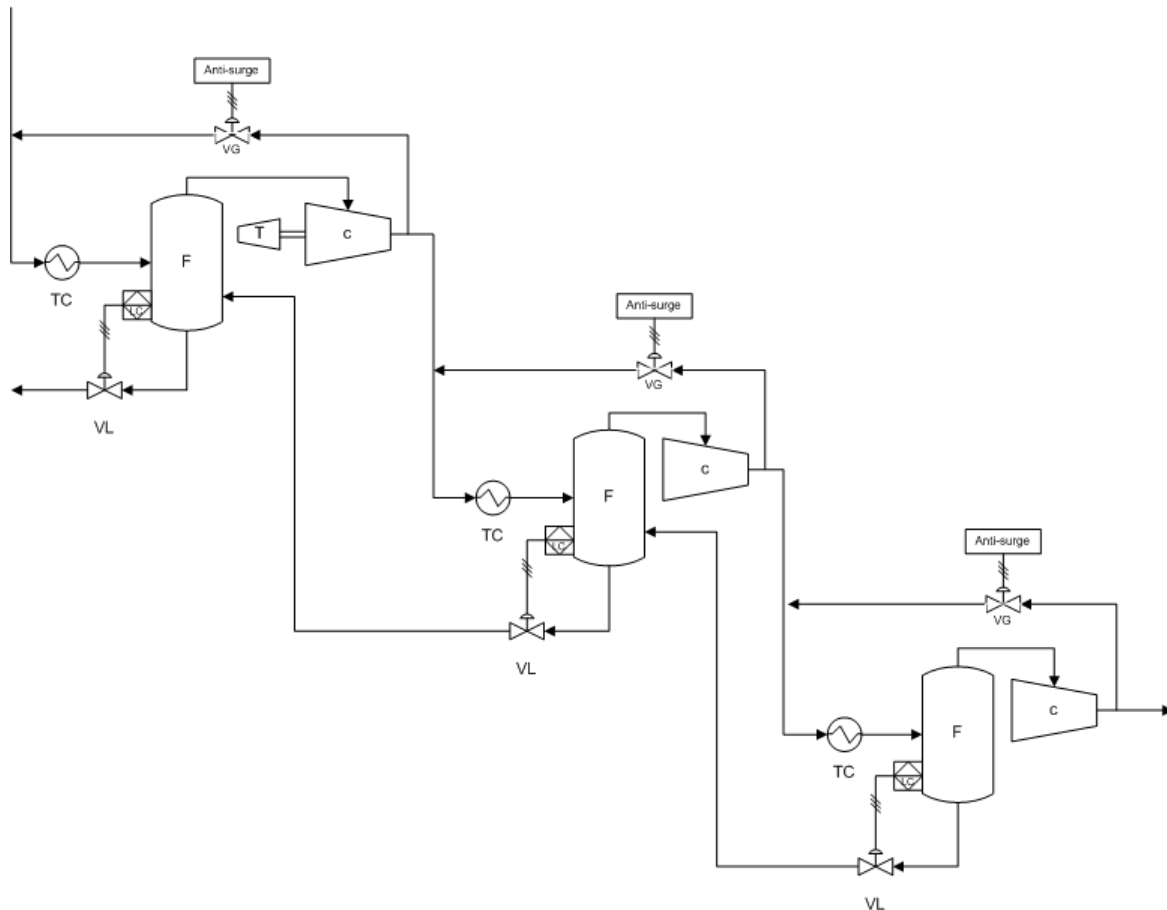 Anti-surge
VG
T
c
F
TC
LC
VL
Anti-surge
VG
c
F
TC
LC
VL
Anti-surge
VG
c
F
TC
LC
VL